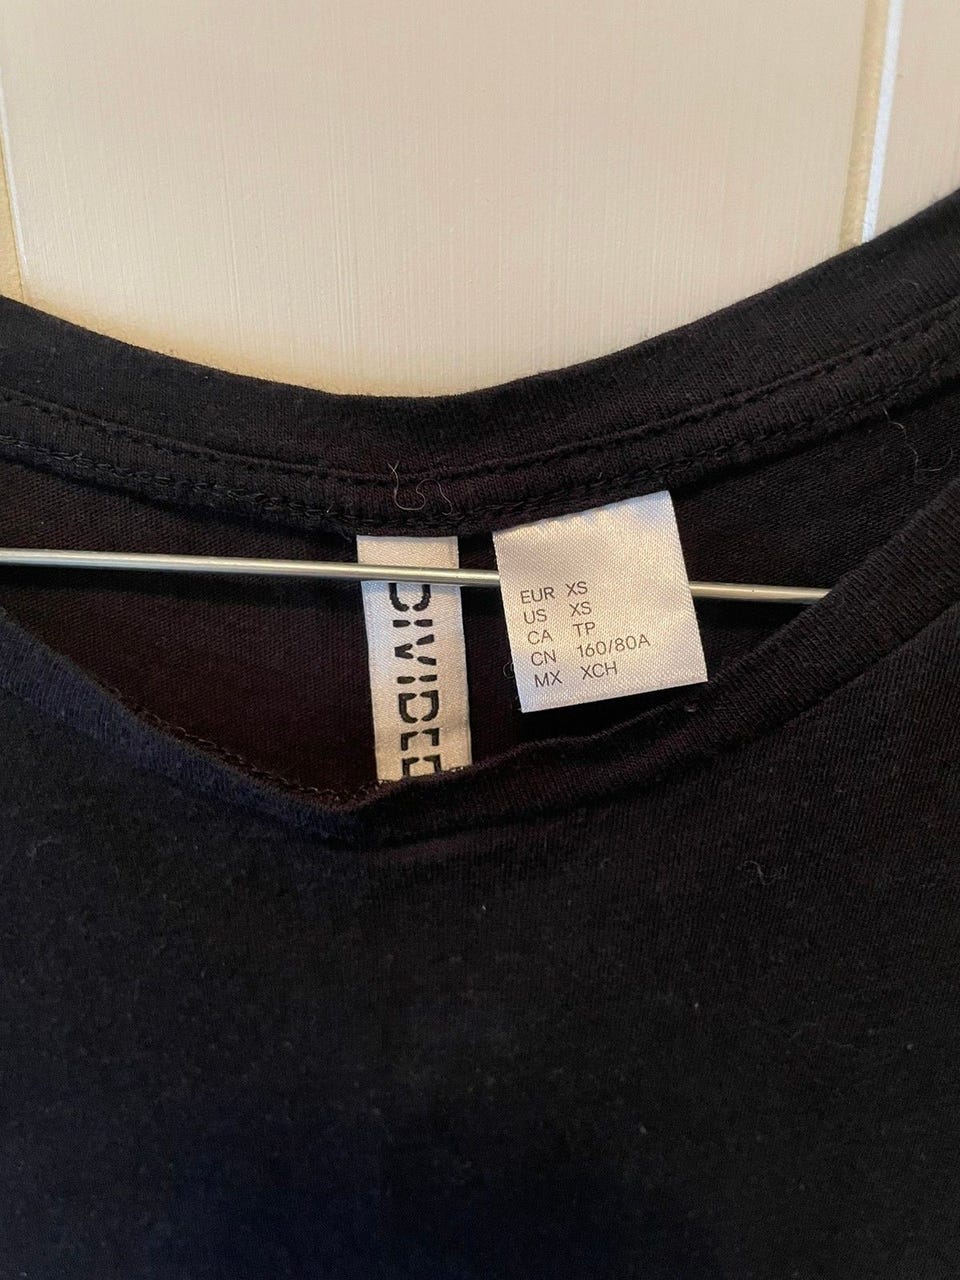 DIVIDED
EUR XS
US XS
CA TP
CN 160/80A
MX XCH